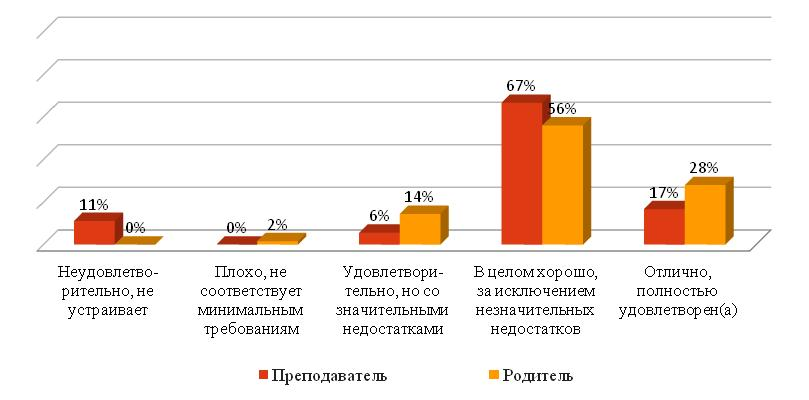 67%
56%
28%
17%
14%
11%
6%
2%
0%
0%
Неудовлетво-
рительно, не
устраивает
Плохо, не
соответствует
минимальным
требованиям
Удовлетвори-
тельно, но со
значительными
недостатками
В целом хорошо,
за исключением
незначительных
недостатков
Отлично,
полностью
удовлетворен(а)
Преподаватель
Родитель